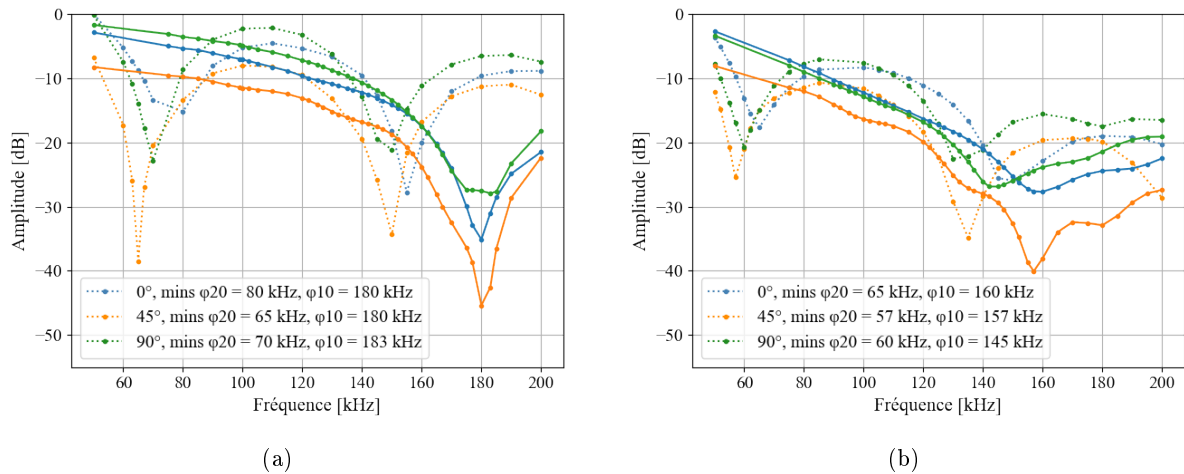 0
−10
−20
−30
−40
−50
Amplitude [dB]
0°, mins φ20 = 80 kHz, φ10 = 180 kHz
45°, mins φ20 = 65 kHz, φ10 = 180 kHz
90°, mins φ20 = 70 kHz, φ10 = 183 kHz
60 80 100 120 140 160 180 200
Fréquence [kHz]
(a)
0
−10
−20
−30
−40
−50
Amplitude [dB]
0°, mins φ20 = 65 kHz, φ10 = 160 kHz
45°, mins φ20 = 57 kHz, φ10 = 157 kHz
90°, mins φ20 = 60 kHz, φ10 = 145 kHz
60 80 100 120 140 160 180 200
Fréquence [kHz]
(b)